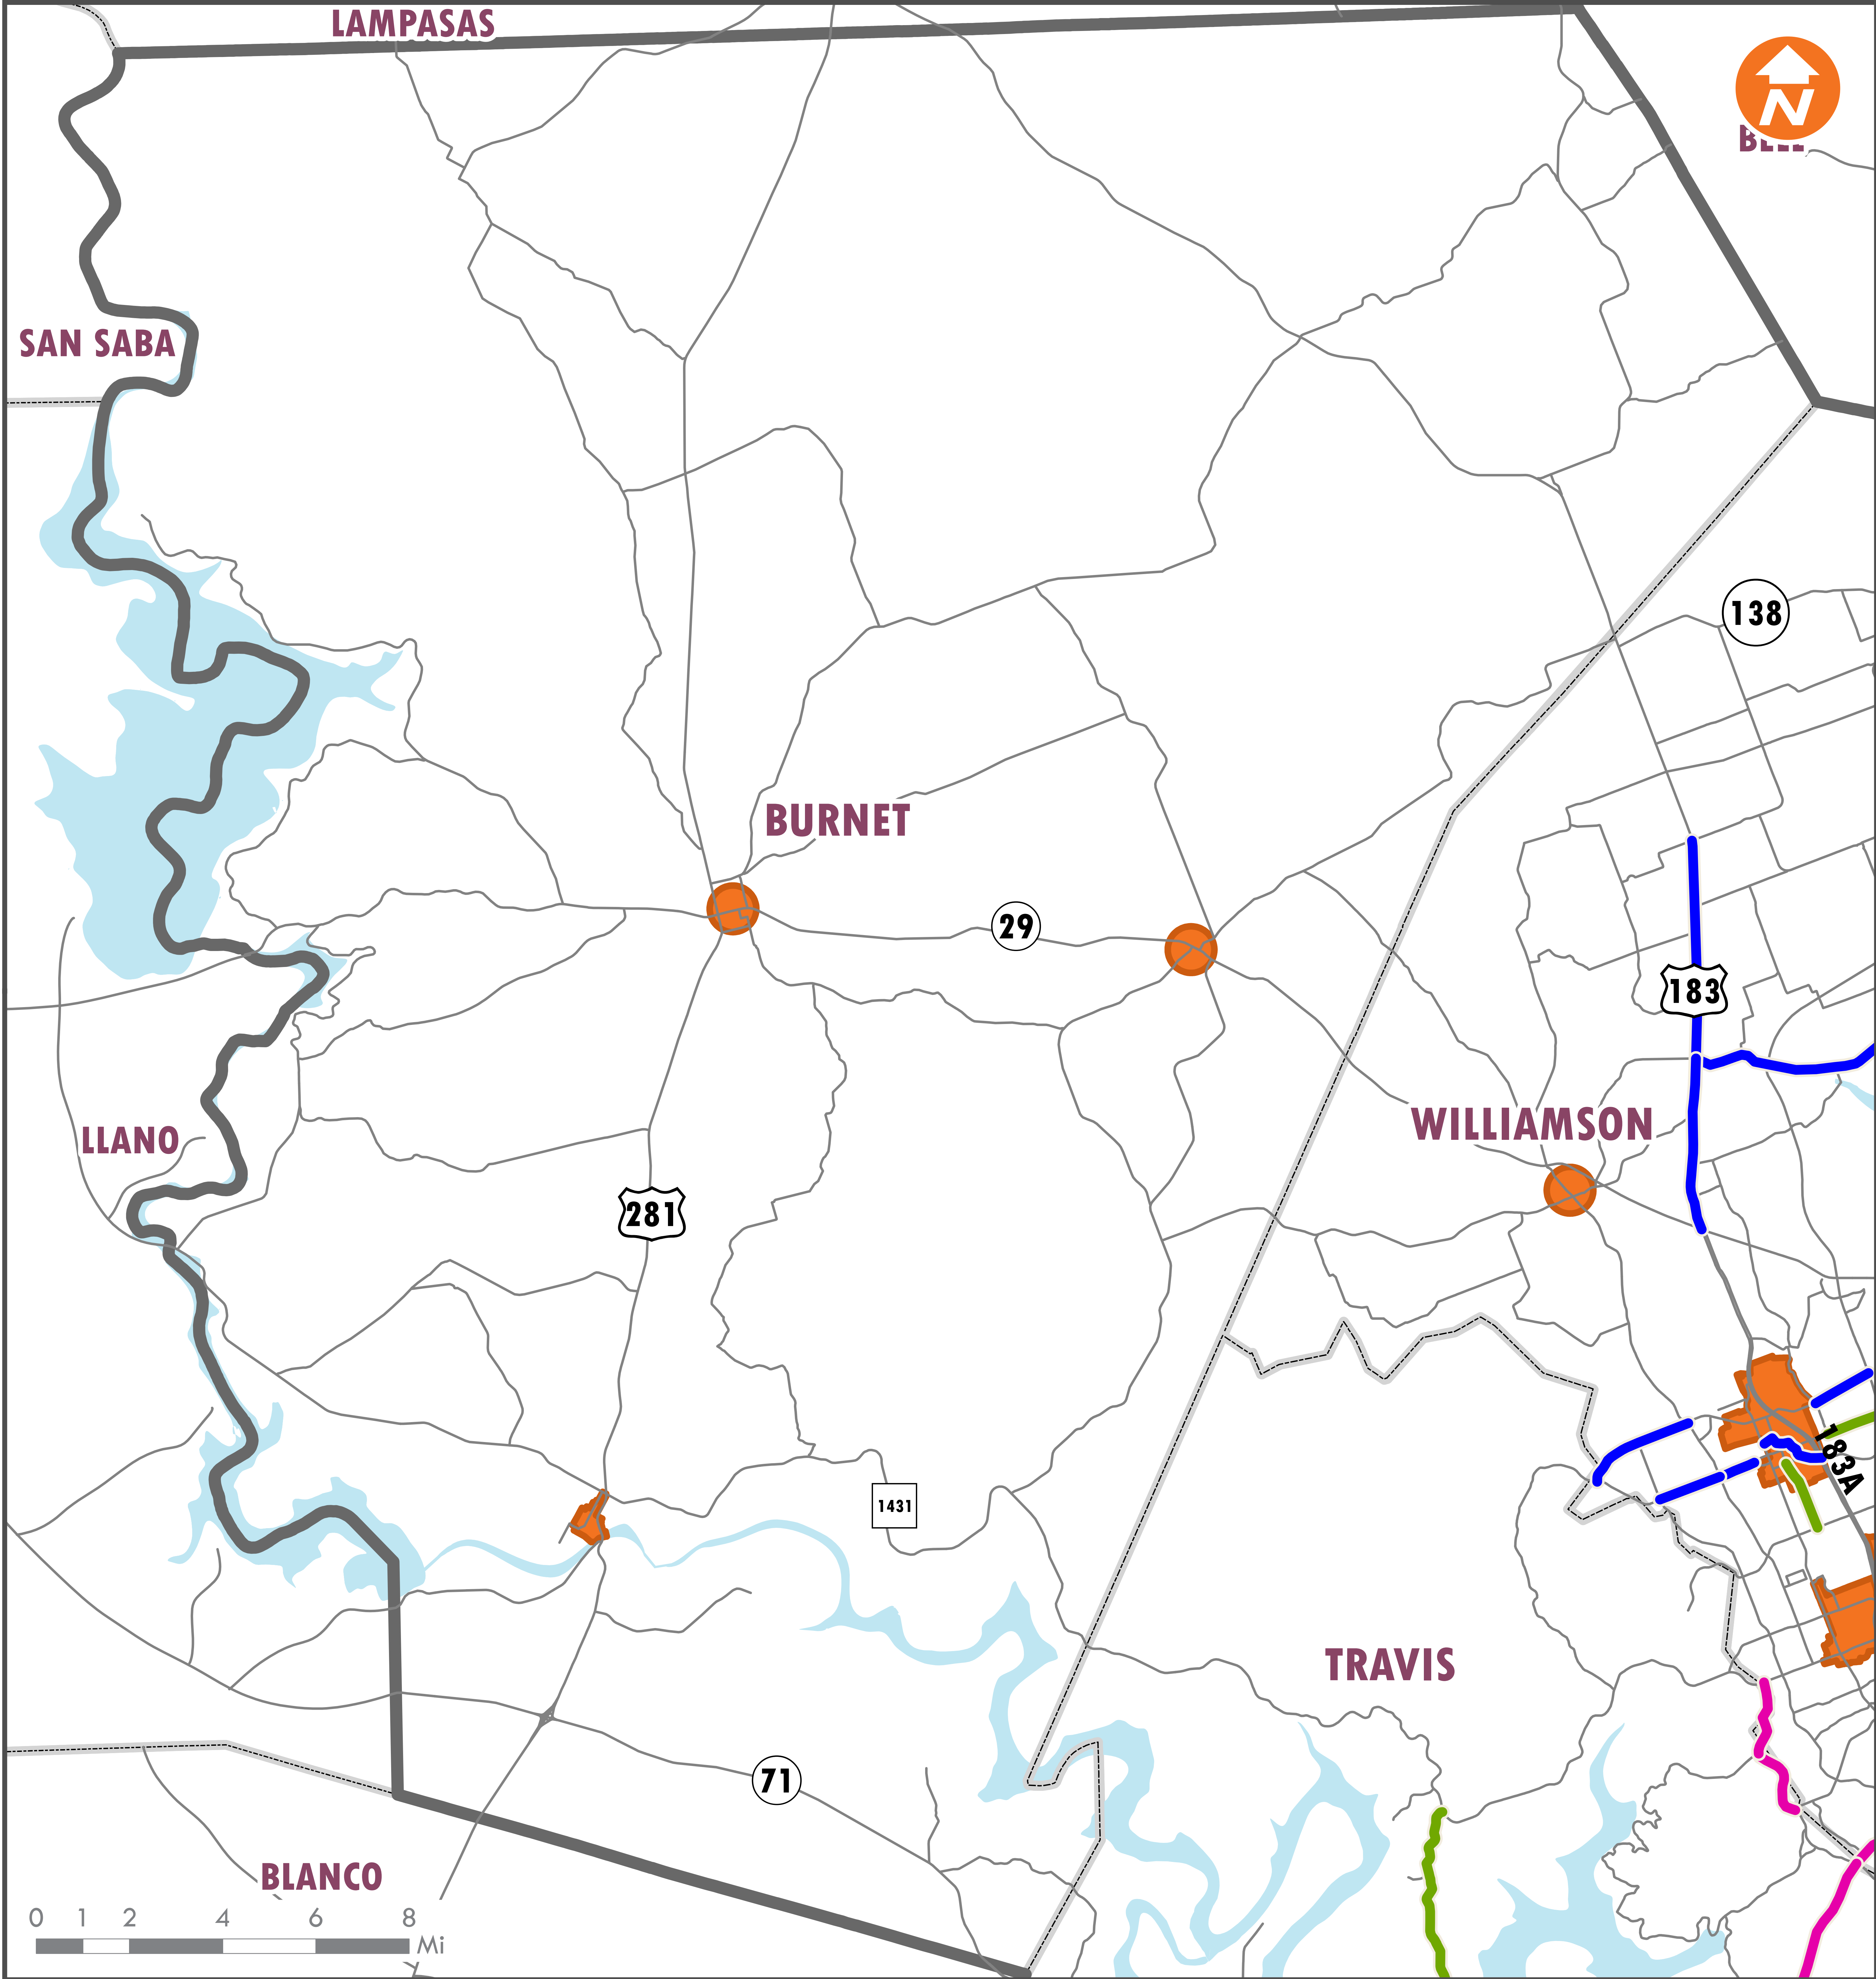 LAMPASAS
N
SAN SABA
138
BURNET
29
183
LLANO
WILLIAMSON
281
183A
1431
TRAVIS
71
BLANCO
0 1 2 4 6 8
Mi